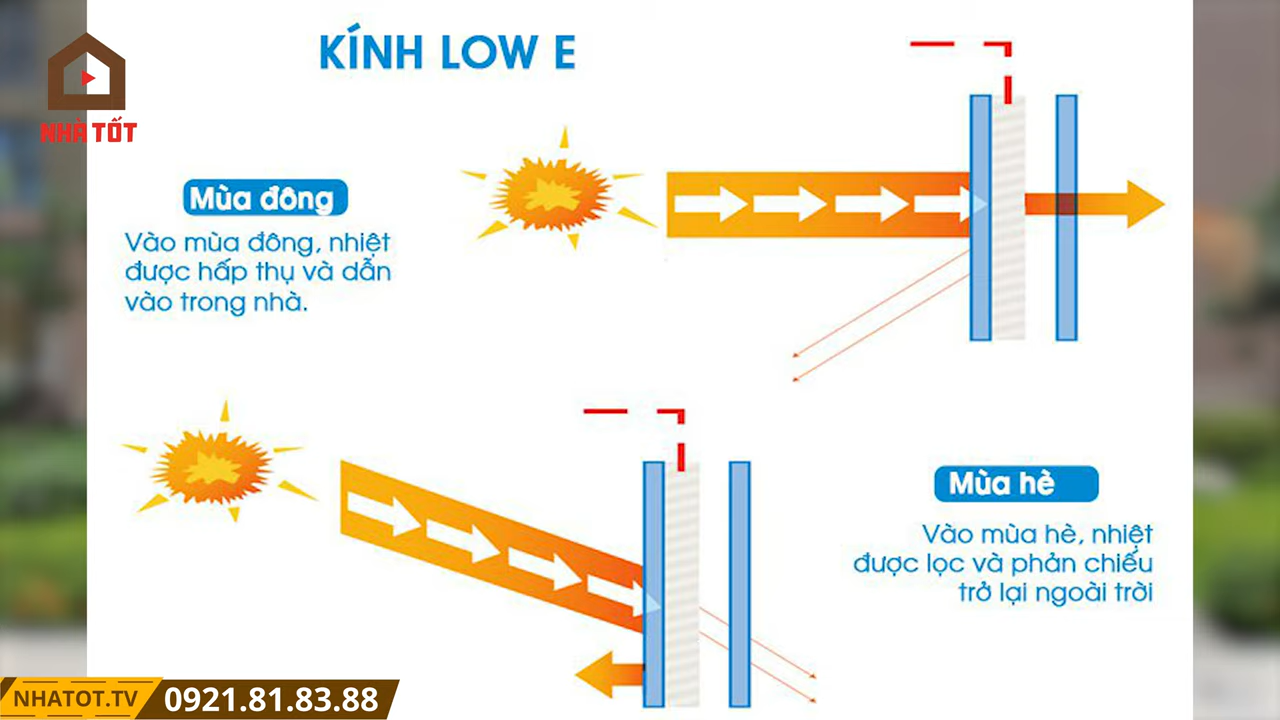 KÍNH LOW E
NHÀ TỐT
Mùa đông
Vào mùa đông, nhiệt
được hấp thụ và dẫn
vào trong nhà.
Mùa hè
Vào mùa hè, nhiệt
được lọc và phản chiếu
trở lại ngoài trời
NHATOT.TV
0921.81.83.88